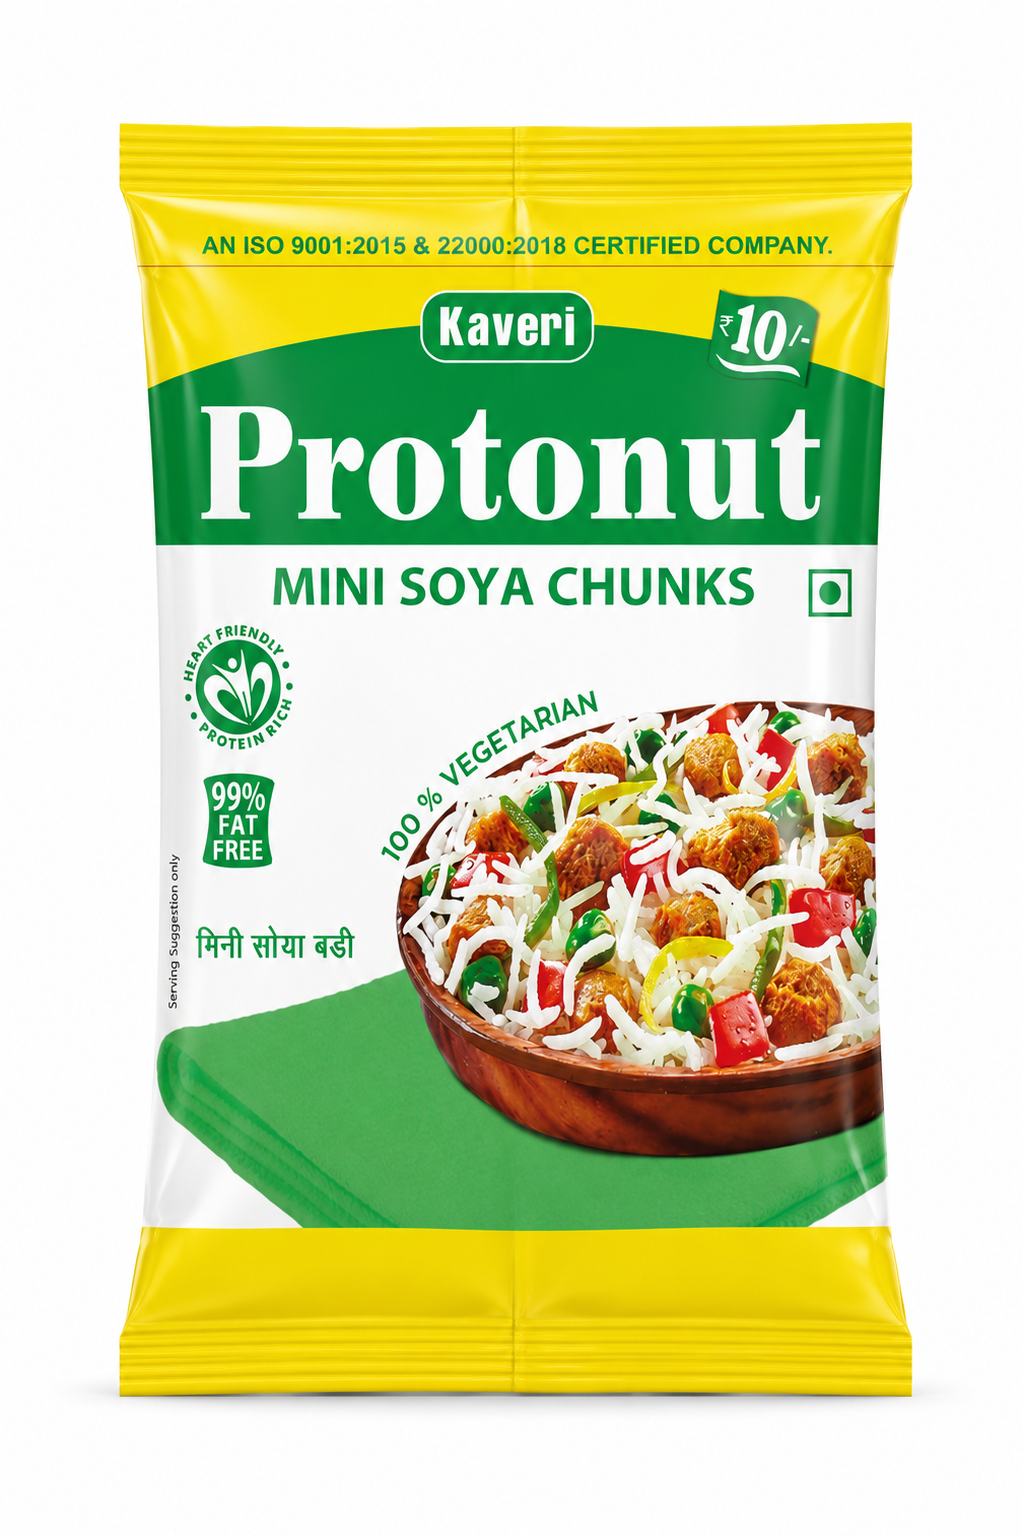 AN ISO 9001:2015 & 22000:2018 CERTIFIED COMPANY.
Kaveri
₹10/-
Protonut
MINI SOYA CHUNKS
HEART FRIENDLY
PROTEIN RICH
100 % VEGETARIAN
99%
FAT
FREE
मिनी सोया बडी
Serving Suggestion only